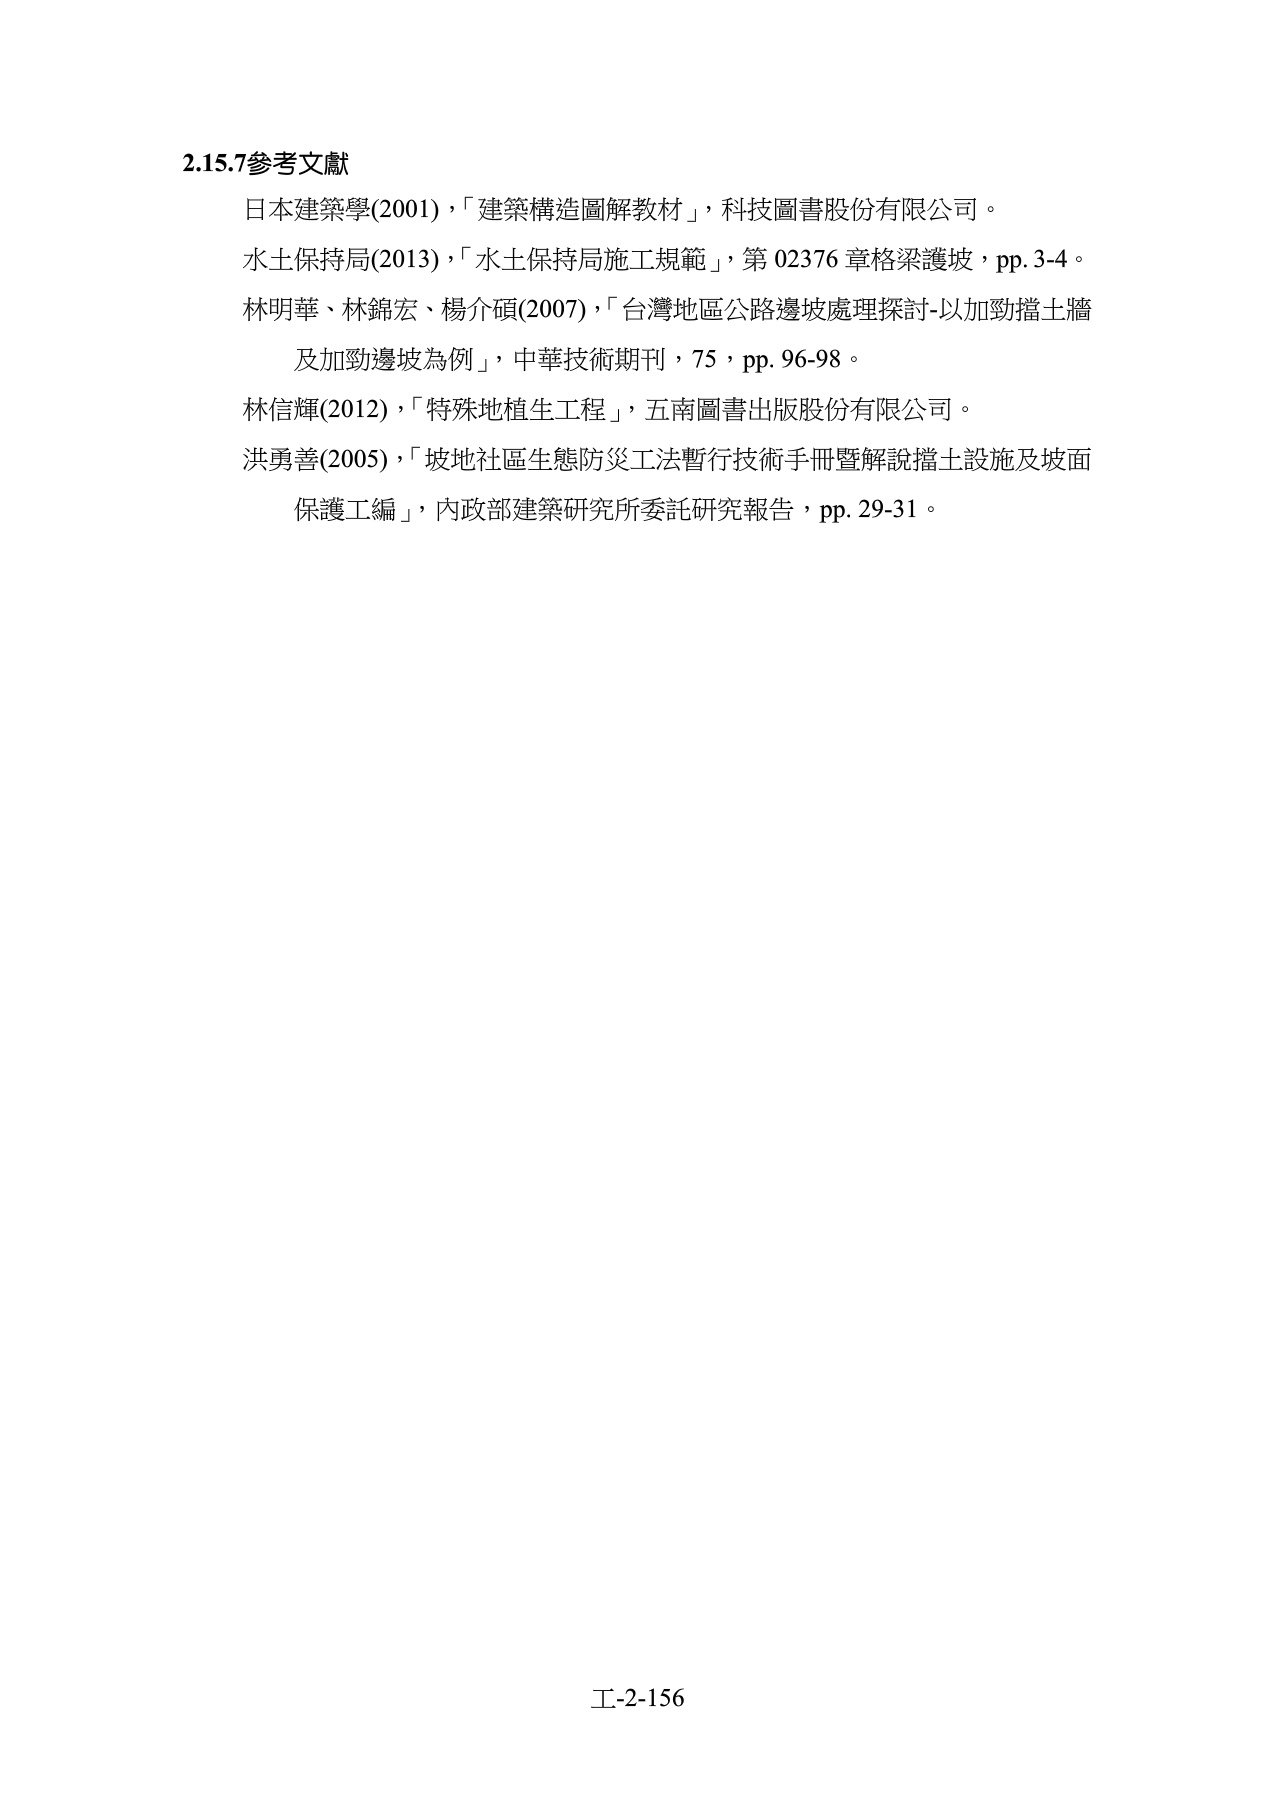 2.15.7參考文獻
日本建築學(2001)，「建築構造圖解教材」，科技圖書股份有限公司。
水土保持局(2013)，「水土保持局施工規範」，第 02376 章格梁護坡，pp. 3-4。
林明華、林錦宏、楊介碩(2007)，「台灣地區公路邊坡處理探討-以加勁擋土牆
及加勁邊坡為例」，中華技術期刊，75，pp. 96-98。
林信輝(2012)，「特殊地植生工程」，五南圖書出版股份有限公司。
洪勇善(2005)，「坡地社區生態防災工法暫行技術手冊暨解說擋土設施及坡面
保護工編」，內政部建築研究所委託研究報告，pp. 29-31。
工-2-156